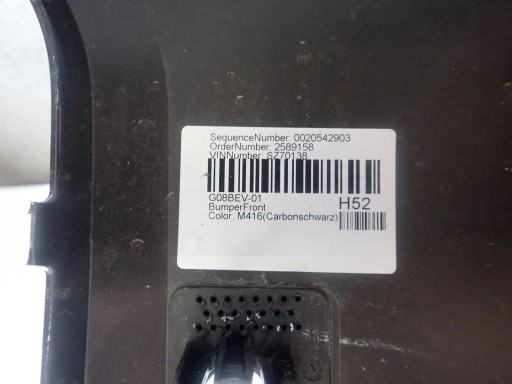 SequenceNumber: 0020542903
OrderNumber: 2589158
VINNumber: SZ70138
G08BEV-01
BumperFront
H52
Color: M416(Carbonschwarz)